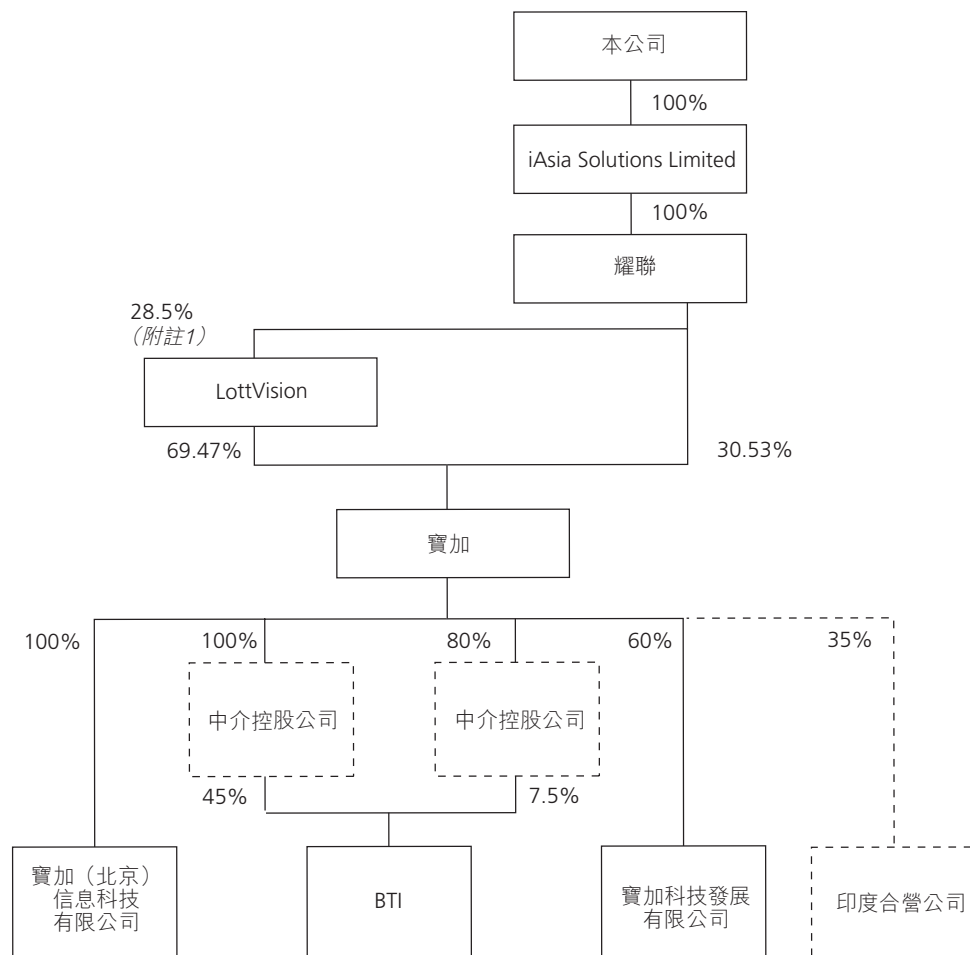 本公司
100%
iAsia Solutions Limited
100%
耀聯
28.5%
（附註1）
LottVision
69.47%
30.53%
寶加
100%
100%
80%
60%
35%
中介控股公司
中介控股公司
45%
7.5%
寶加（北京）
信息科技
有限公司
BTI
寶加科技發展
有限公司
印度合營公司